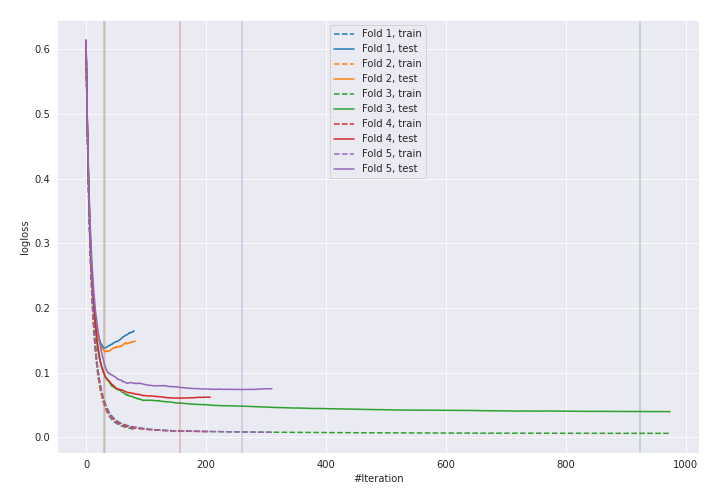 0.6
0.5
0.4
0.3
0.2
0.1
0.0
logloss
Fold 1, train
Fold 1, test
Fold 2, train
Fold 2, test
Fold 3, train
Fold 3, test
Fold 4, train
Fold 4, test
Fold 5, train
Fold 5, test
0 200 400 600 800 1000
#Iteration